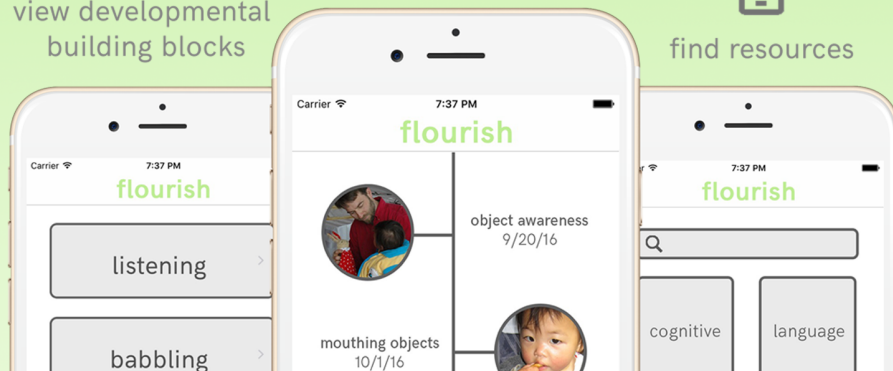 view developmental
building blocks
find resources
Carrier
7:37 PM
flourish
listening
babbling
Carrier
7:37 PM
flourish
object awareness
9/20/16
mouthing objects
10/1/16
7:37 PM
flourish
cognitive
language